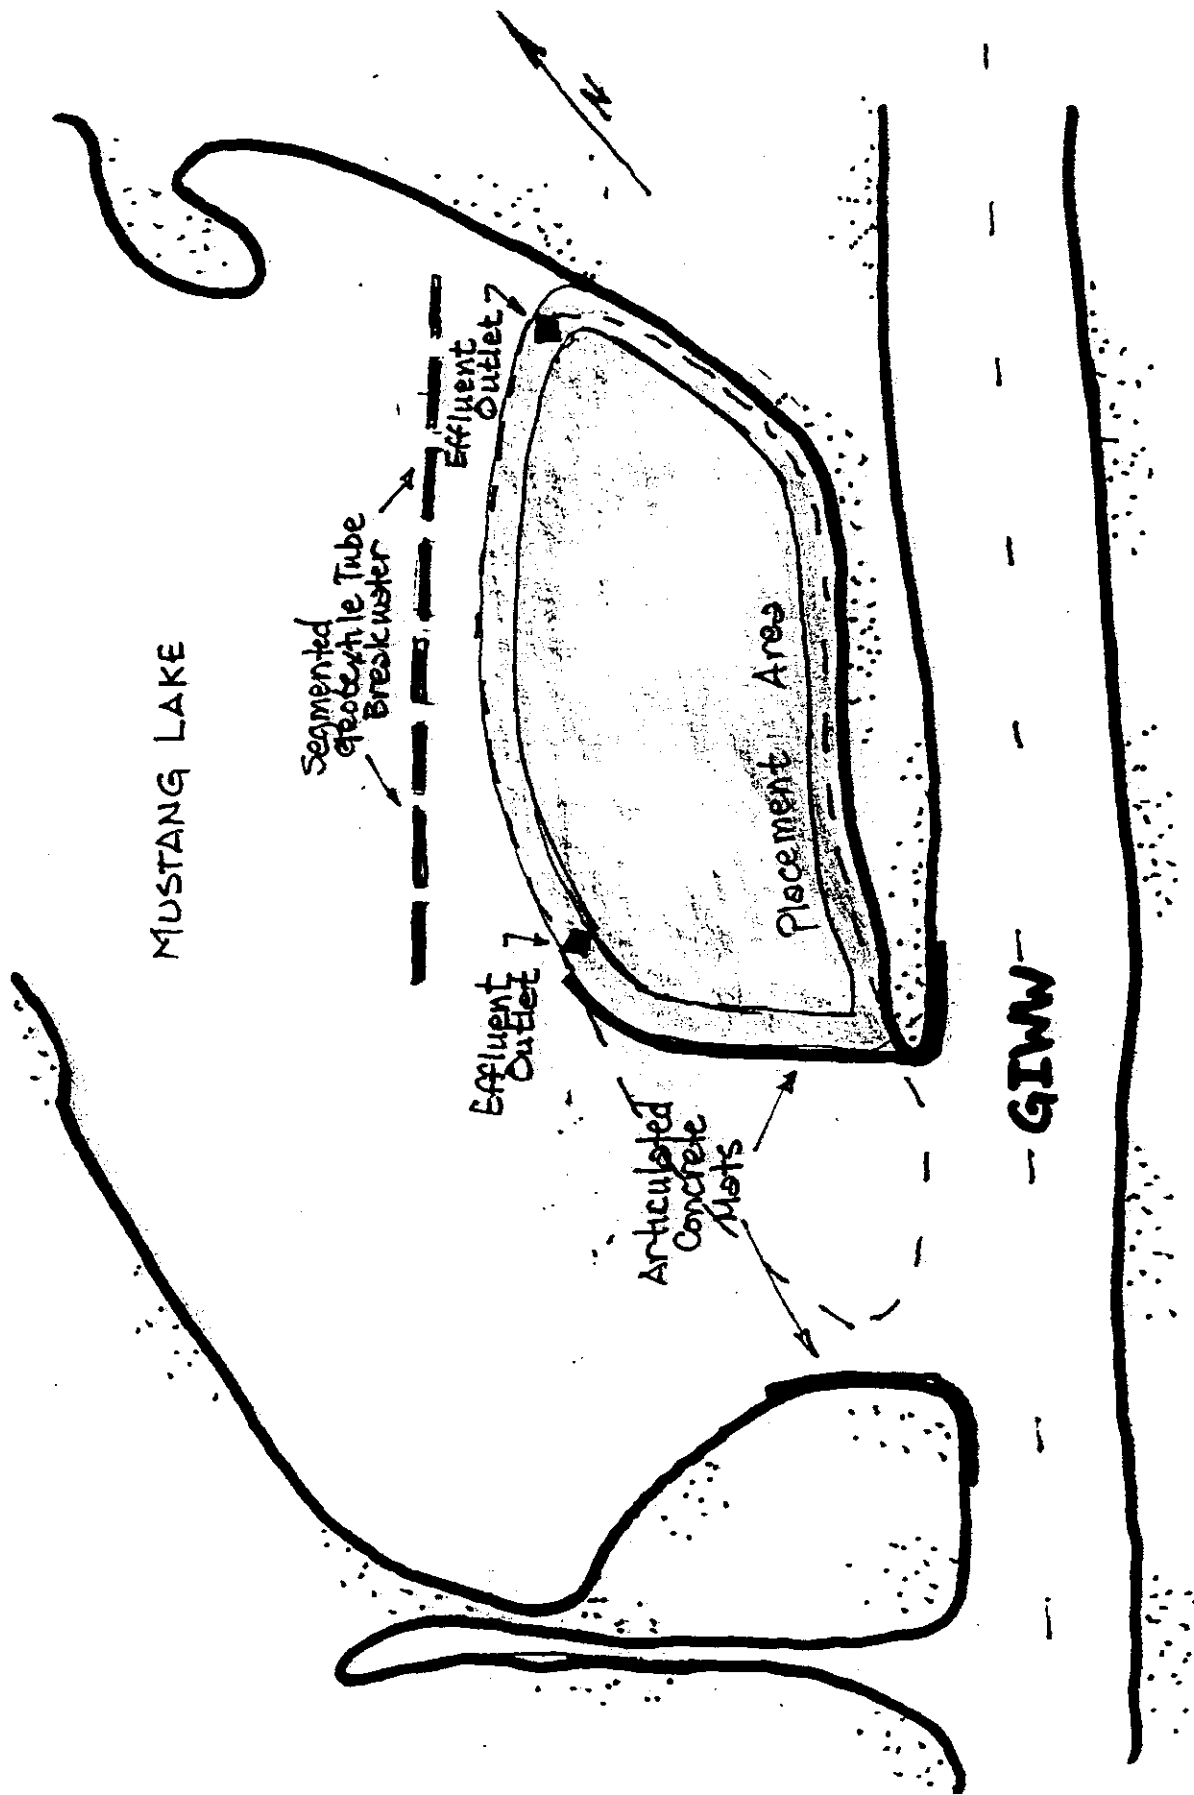 MUSTANG LAKE
Segmented
Geotextile Tube
Breakwater
Effluent
Outlet
Effluent
Outlet
Placement Area
Articulated
Concrete
Mats
GIWW
N